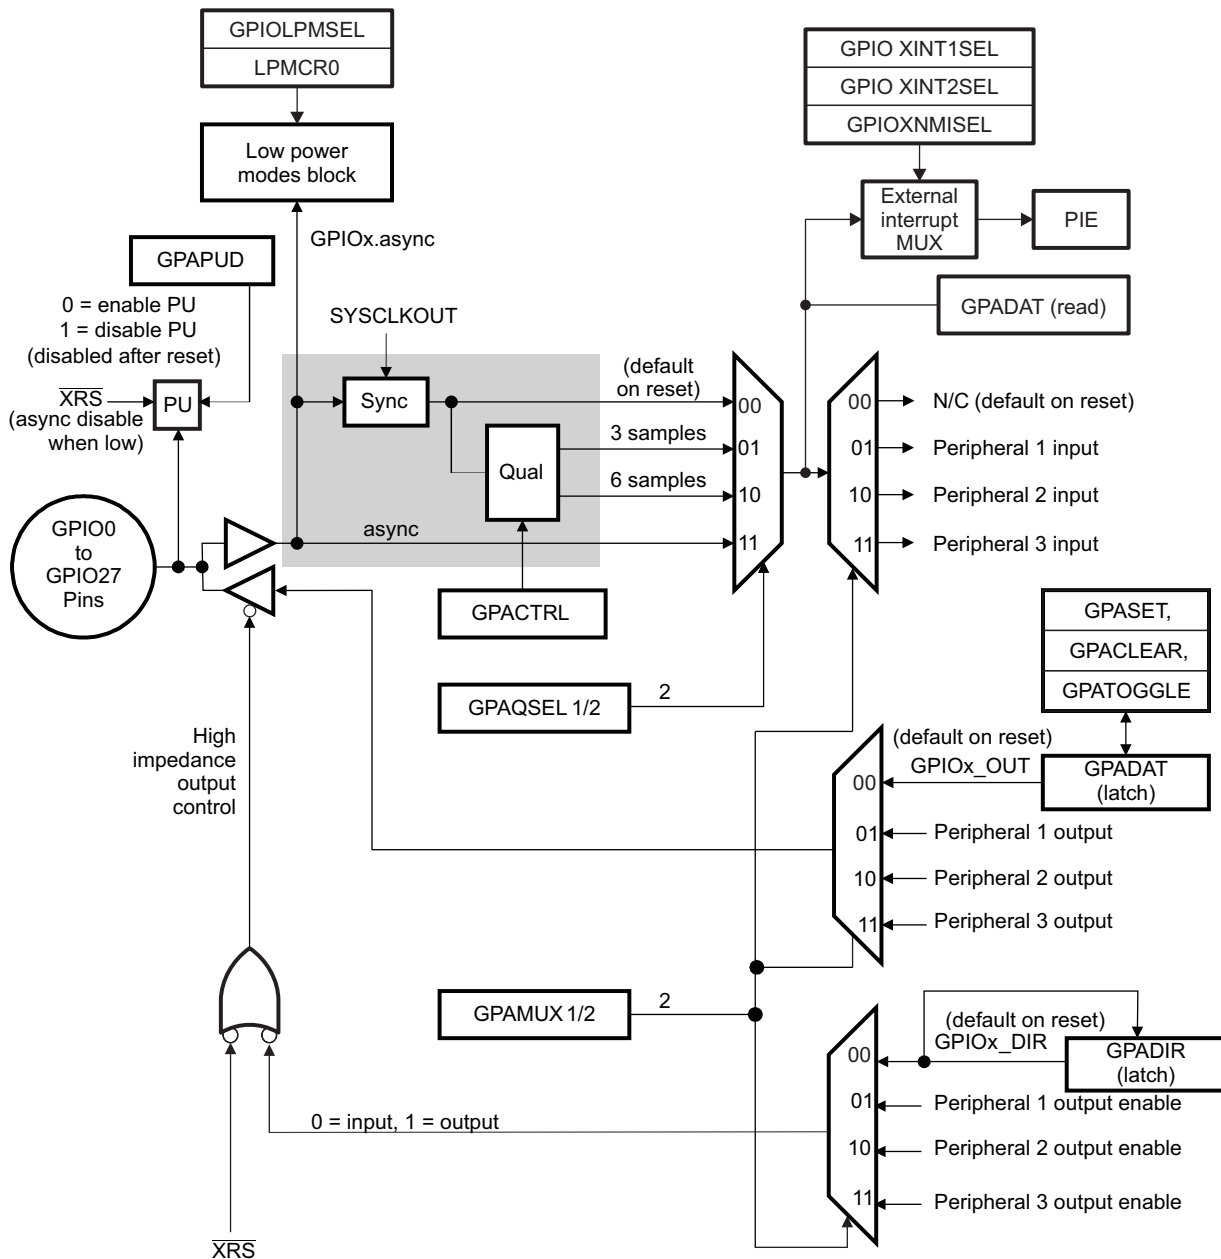 GPIOLPMSEL
LPMCR0
Low power
modes block
GPIOx.async
GPAPUD
0 = enable PU
1 = disable PU
(disabled after reset)
XRS
(async disable
when low)
PU
SYSCLKOUT
Sync
Qual
(default
on reset)
3 samples
6 samples
async
00
01
10
11
GPIO XINT1SEL
GPIO XINT2SEL
GPIOXNMISEL
External
interrupt
MUX
PIE
GPADAT (read)
00
01
10
11
N/C (default on reset)
Peripheral 1 input
Peripheral 2 input
Peripheral 3 input
GPIO0
to
GPIO27
Pins
GPACTRL
GPAQSEL 1/2
2
High
impedance
output
control
GPASET,
GPACLEAR,
GPATOGGLE
(default on reset)
GPIOx_OUT
GPADAT
(latch)
00
01
10
11
Peripheral 1 output
Peripheral 2 output
Peripheral 3 output
GPAMUX 1/2
2
(default on reset)
GPIOx_DIR
GPADIR
(latch)
00
01
10
11
Peripheral 1 output enable
Peripheral 2 output enable
Peripheral 3 output enable
0 = input, 1 = output
XRS